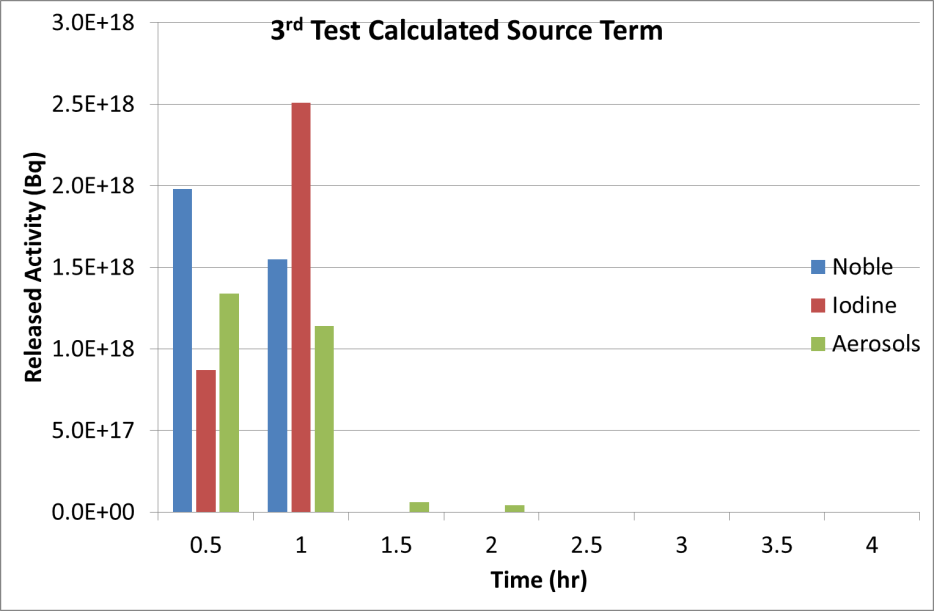 3rd Test Calculated Source Term
3.0E+18
2.5E+18
2.0E+18
1.5E+18
1.0E+18
5.0E+17
0.0E+00
Released Activity (Bq)
Noble
Iodine
Aerosols
0.5 1 1.5 2 2.5 3 3.5 4
Time (hr)